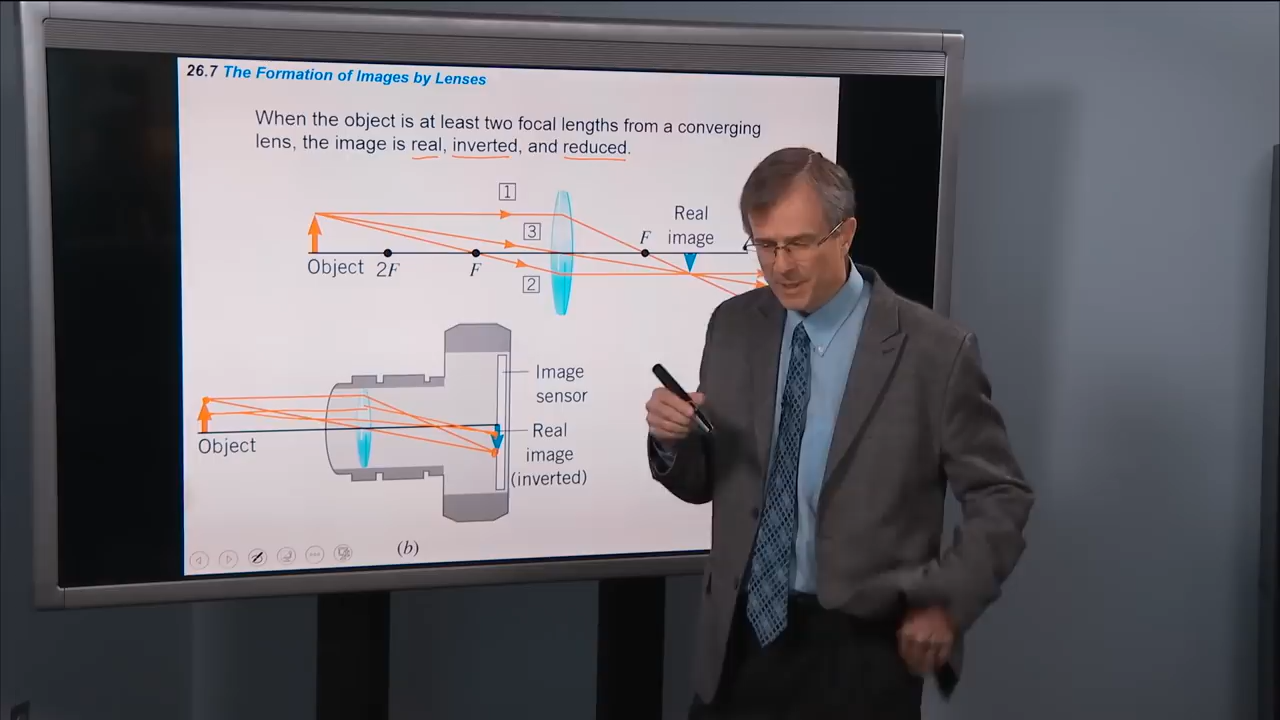 26.7 The Formation of Images by Lenses
When the object is at least two focal lengths from a converging
lens, the image is real, inverted, and reduced.
1
Real
image
3
F
Object 2F F
2
Image
sensor
Object
Real
image
(inverted)
(b)